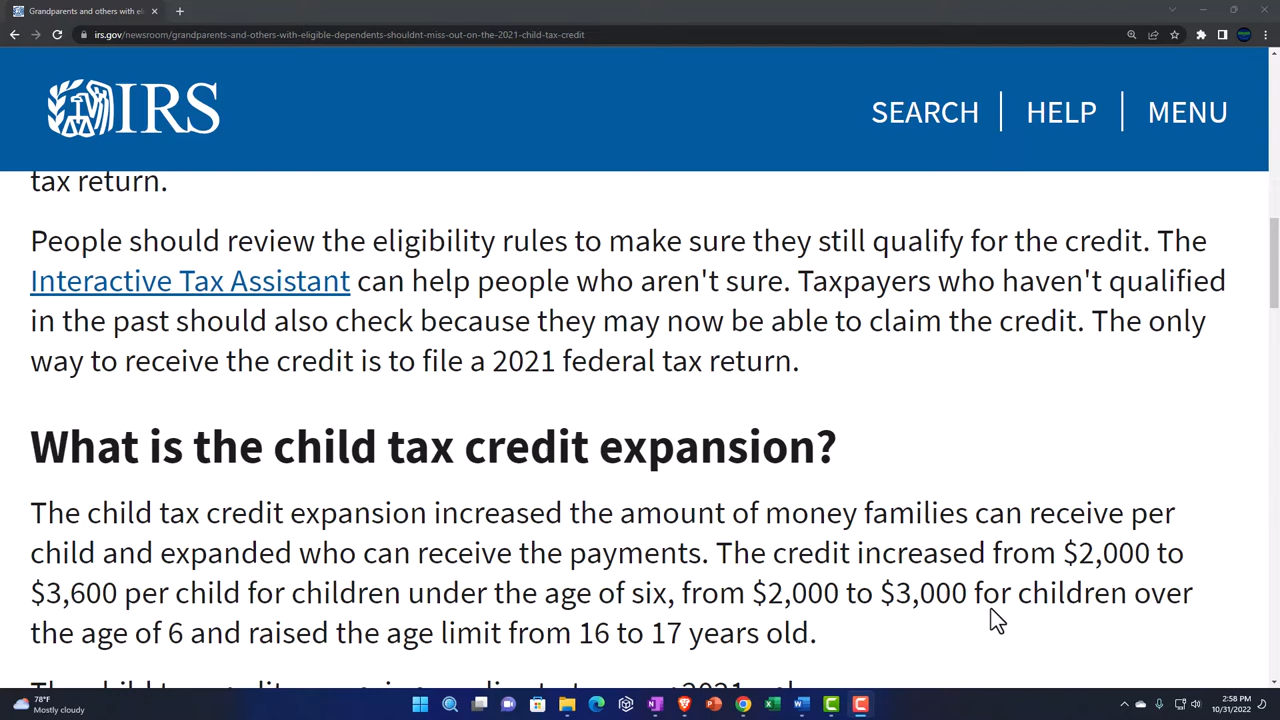 Grandparents and others with el
irs.gov/newsroom/grandparents-and-others-with-eligible-dependents-shouldnt-miss-out-on-the-2021-child-tax-credit
IRS
SEARCH HELP MENU
tax return.
People should review the eligibility rules to make sure they still qualify for the credit. The
Interactive Tax Assistant can help people who aren't sure. Taxpayers who haven't qualified
in the past should also check because they may now be able to claim the credit. The only
way to receive the credit is to file a 2021 federal tax return.
What is the child tax credit expansion?
The child tax credit expansion increased the amount of money families can receive per
child and expanded who can receive the payments. The credit increased from $2,000 to
$3,600 per child for children under the age of six, from $2,000 to $3,000 for children over
the age of 6 and raised the age limit from 16 to 17 years old.
78°F
Mostly cloudy
2:58 PM
10/31/2022